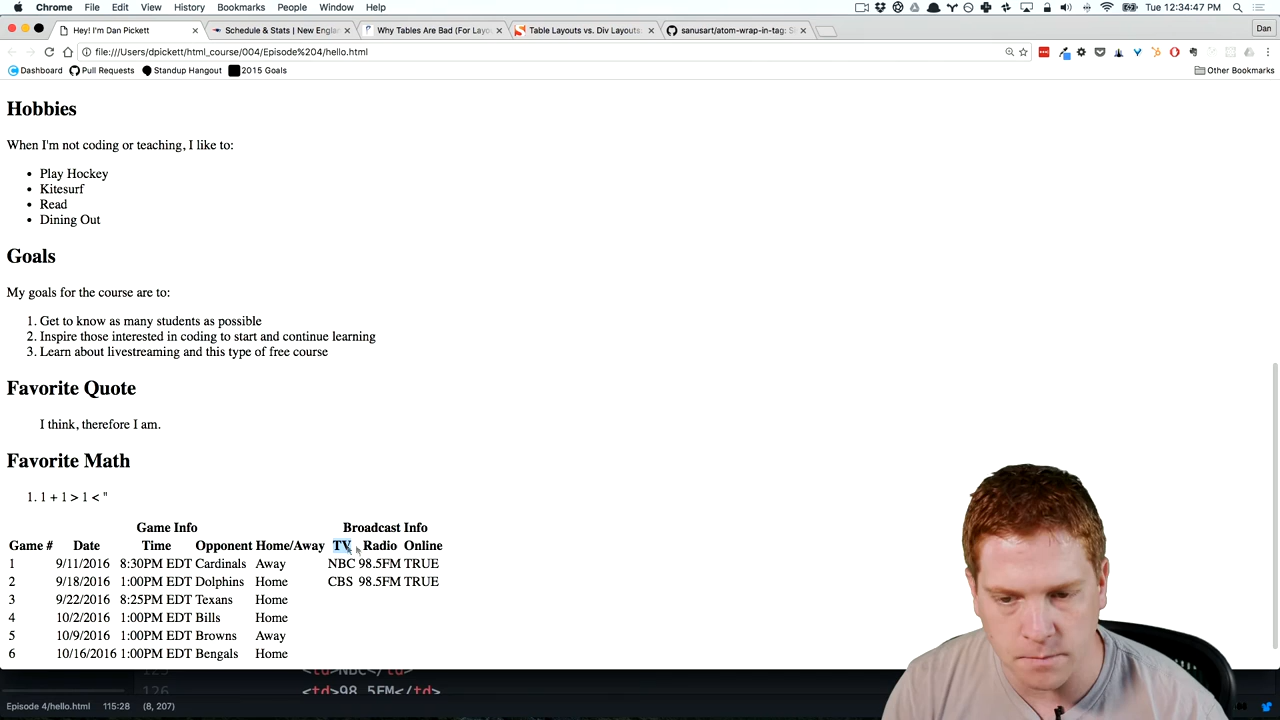 Chrome File Edit View History Bookmarks People Window Help Tue 12:34:47 PM
Hey! I'm Dan Pickett Schedule & Stats | New Engla Why Tables Are Bad (For Layo Table Layouts vs. Div Layouts sanusart/atom-wrap-in-tag: S Dan
file:///Users/dpickett/html_course/004/Episode%204/hello.html
Dashboard Pull Requests Standup Hangout 2015 Goals Other Bookmarks
Hobbies
When I'm not coding or teaching, I like to:
• Play Hockey
• Kitesurf
• Read
• Dining Out
Goals
My goals for the course are to:
1. Get to know as many students as possible
2. Inspire those interested in coding to start and continue learning
3. Learn about livestreaming and this type of free course
Favorite Quote
I think, therefore I am.
Favorite Math
1. 1 + 1 > 1 < "
Game Info Broadcast Info
Game # Date Time Opponent Home/Away TV Radio Online
1 9/11/2016 8:30PM EDT Cardinals Away NBC 98.5FM TRUE
2 9/18/2016 1:00PM EDT Dolphins Home CBS 98.5FM TRUE
3 9/22/2016 8:25PM EDT Texans Home
4 10/2/2016 1:00PM EDT Bills Home
5 10/9/2016 1:00PM EDT Browns Away
6 10/16/2016 1:00PM EDT Bengals Home
<td>NBC</td>
126 <td>98.5FM</td>
Episode 4/hello.html 115:28 (8, 207)